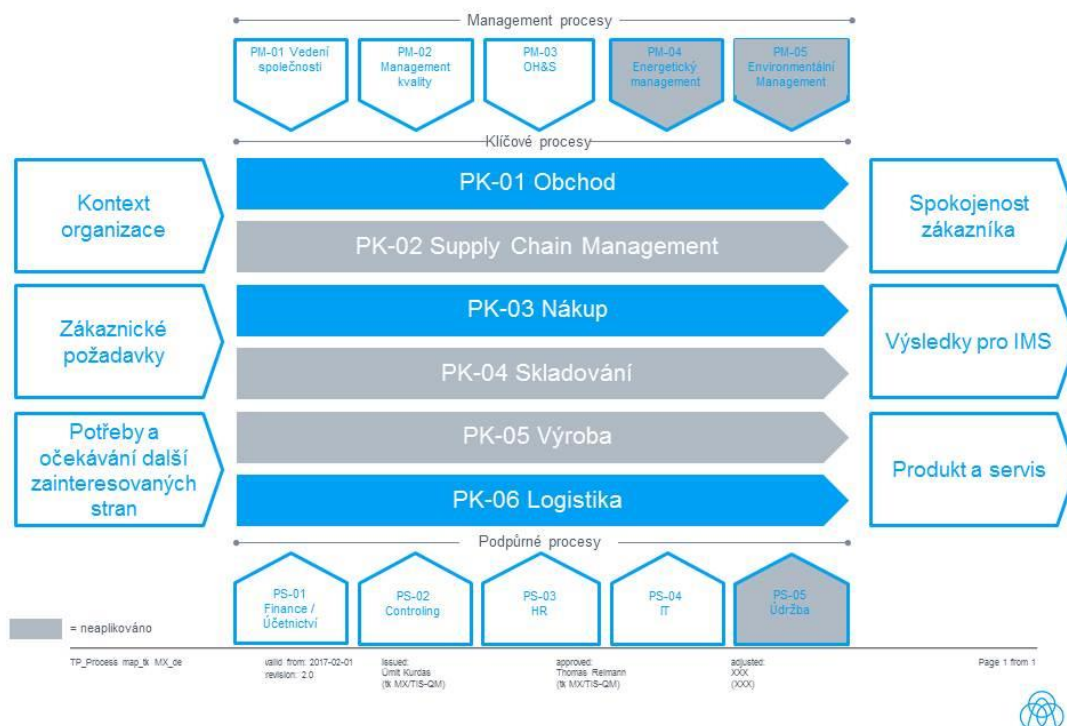 Management procesy
PM-01 Vedení
společnosti
PM-02
Management
kvality
PM-03
OH&S
PM-04
Energetický
management
PM-05
Environmentální
Management
Klíčové procesy
Kontext
organizace
Zákaznické
požadavky
Potřeby a
očekávání další
zainteresovaných
stran
PK-01 Obchod
PK-02 Supply Chain Management
PK-03 Nákup
PK-04 Skladování
PK-05 Výroba
PK-06 Logistika
Spokojenost
zákazníka
Výsledky pro IMS
Produkt a servis
Podpůrné procesy
PS-01
Finance /
Účetnictví
PS-02
Controling
PS-03
HR
PS-04
IT
PS-05
Údržba
= neaplikováno
TP_Process map_tk MX_de
valid from: 2017-02-01
revision: 2.0
issued:
Ümit Kurdas
(tk MX/TIS-QM)
approved:
Thomas Reimann
(tk MX/TIS-QM)
adjusted:
XXX
(XXX)
Page 1 from 1